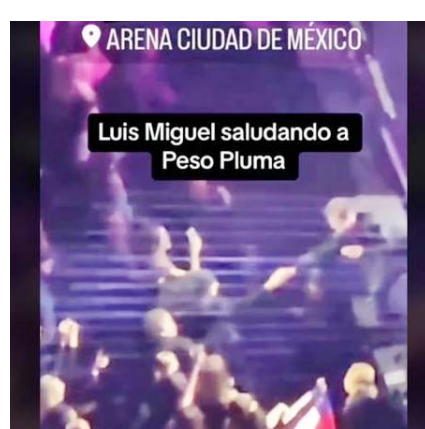 ARENA CIUDAD DE MÉXICO
Luis Miguel saludando a
Peso Pluma